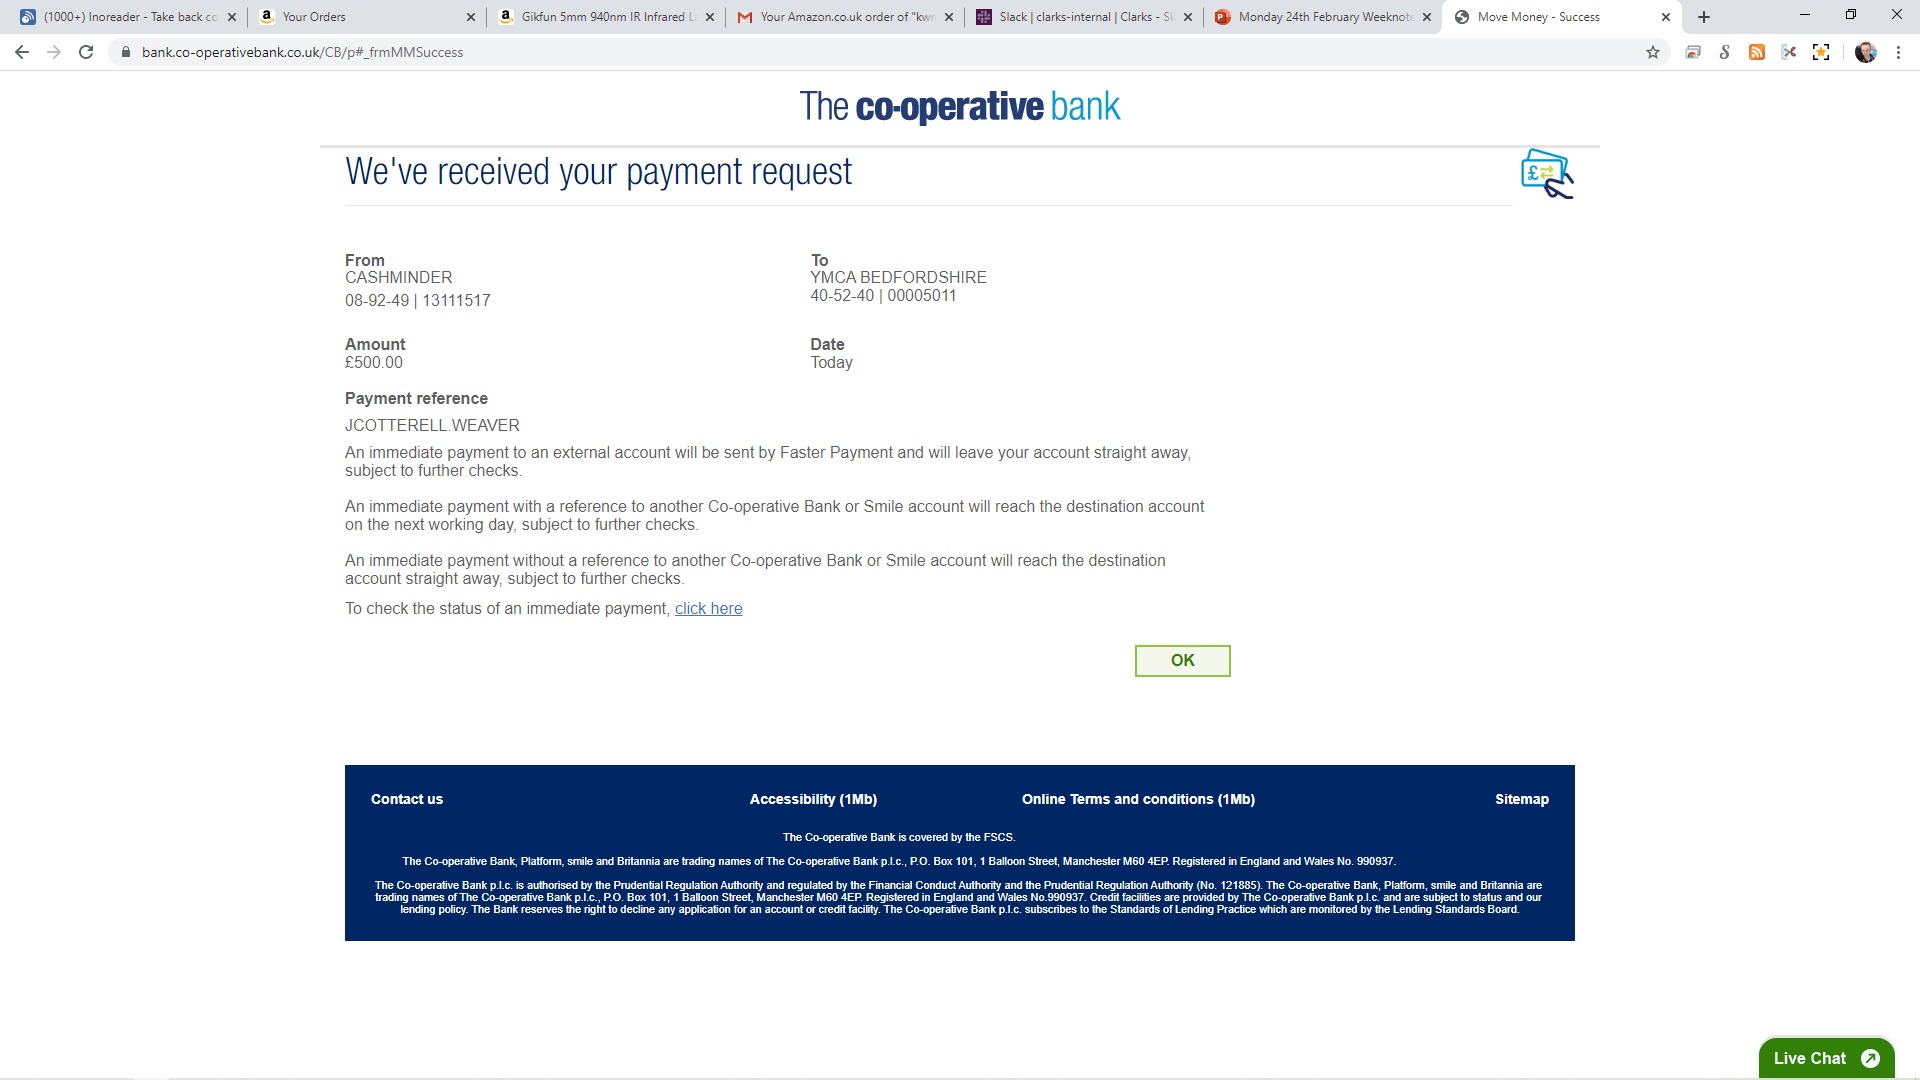 (1000+) Inoreader - Take back co
Your Orders
Gikfun 5mm 940nm IR Infrared L
Your Amazon.co.uk order of "kwm
Slack | clarks-internal | Clarks - Sl
Monday 24th February Weeknote
Move Money - Success
bank.co-operativebank.co.uk/CB/p#_frmMMSuccess
The co-operative bank
We've received your payment request
From
CASHMINDER
08-92-49 | 13111517
To
YMCA BEDFORDSHIRE
40-52-40 | 00005011
Amount
£500.00
Date
Today
Payment reference
JCOTTERELL.WEAVER
An immediate payment to an external account will be sent by Faster Payment and will leave your account straight away,
subject to further checks.
An immediate payment with a reference to another Co-operative Bank or Smile account will reach the destination account
on the next working day, subject to further checks.
An immediate payment without a reference to another Co-operative Bank or Smile account will reach the destination
account straight away, subject to further checks.
To check the status of an immediate payment, click here
OK
Contact us
Accessibility (1Mb)
Online Terms and conditions (1Mb)
Sitemap
The Co-operative Bank is covered by the FSCS.
The Co-operative Bank, Platform, smile and Britannia are trading names of The Co-operative Bank p.l.c., P.O. Box 101, 1 Balloon Street, Manchester M60 4EP. Registered in England and Wales No. 990937.
The Co-operative Bank p.l.c. is authorised by the Prudential Regulation Authority and regulated by the Financial Conduct Authority and the Prudential Regulation Authority (No. 121885). The Co-operative Bank, Platform, smile and Britannia are
trading names of The Co-operative Bank p.l.c., P.O. Box 101, 1 Balloon Street, Manchester M60 4EP. Registered in England and Wales No.990937. Credit facilities are provided by The Co-operative Bank p.l.c. and are subject to status and our
lending policy. The Bank reserves the right to decline any application for an account or credit facility. The Co-operative Bank p.l.c. subscribes to the Standards of Lending Practice which are monitored by the Lending Standards Board.
Live Chat